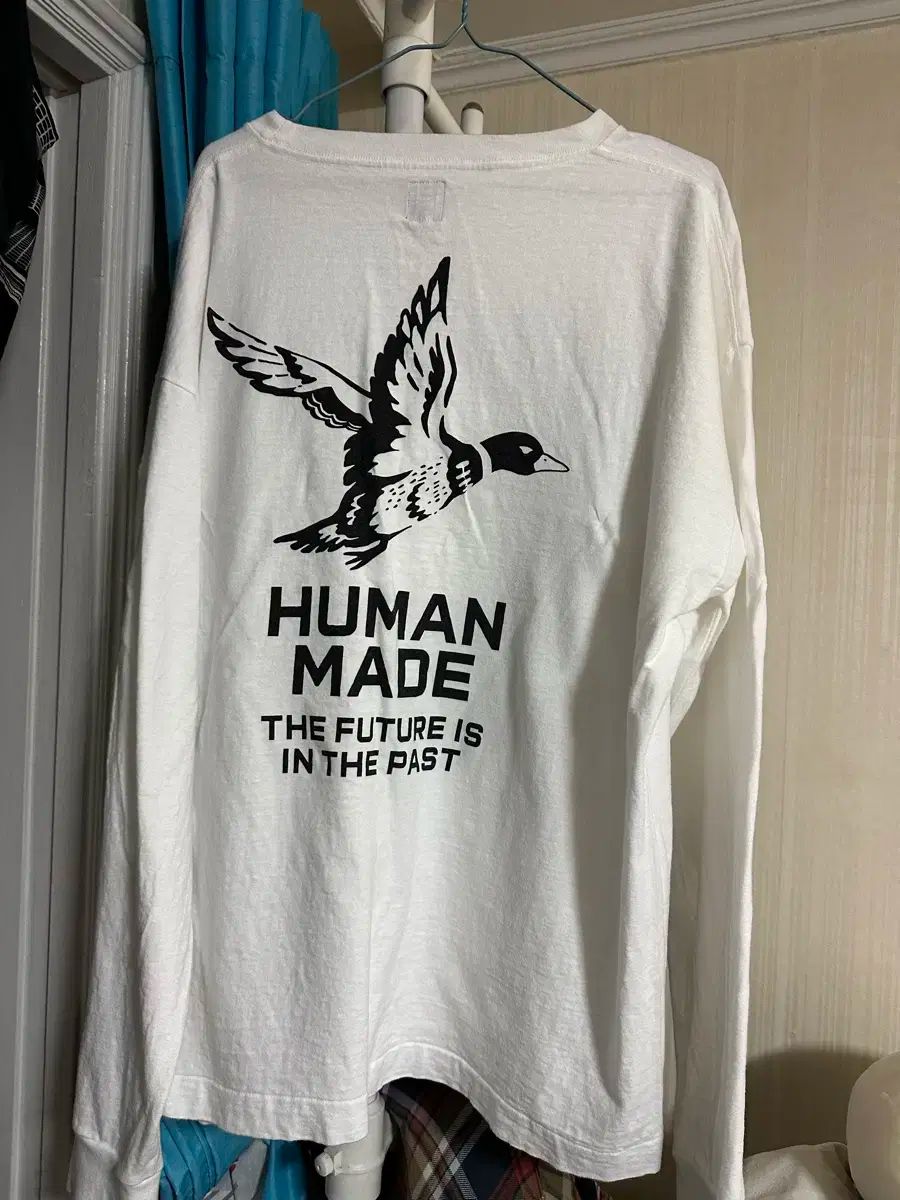 HUMAN
MADE
THE FUTURE IS
IN THE PAST